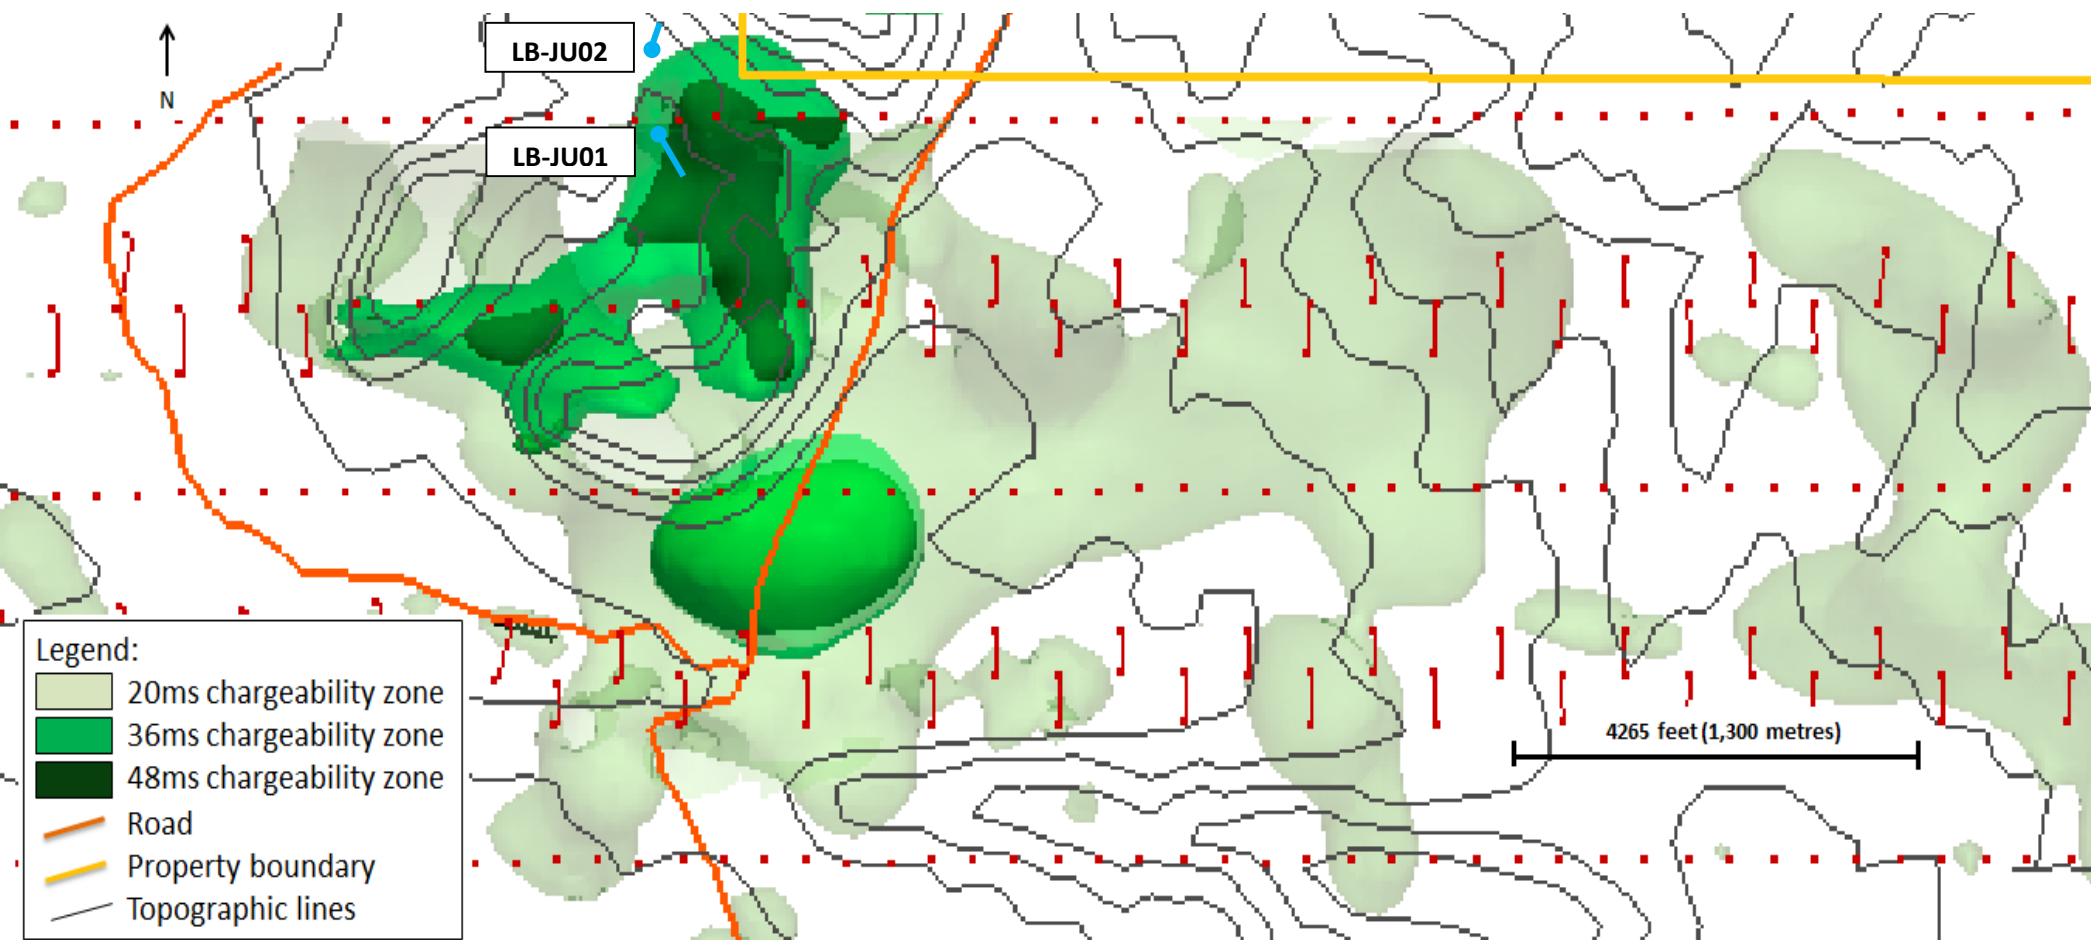 LB-JU02
N
LB-JU01
Legend:
20ms chargeability zone
36ms chargeability zone
48ms chargeability zone
Road
Property boundary
Topographic lines
4265 feet (1,300 metres)